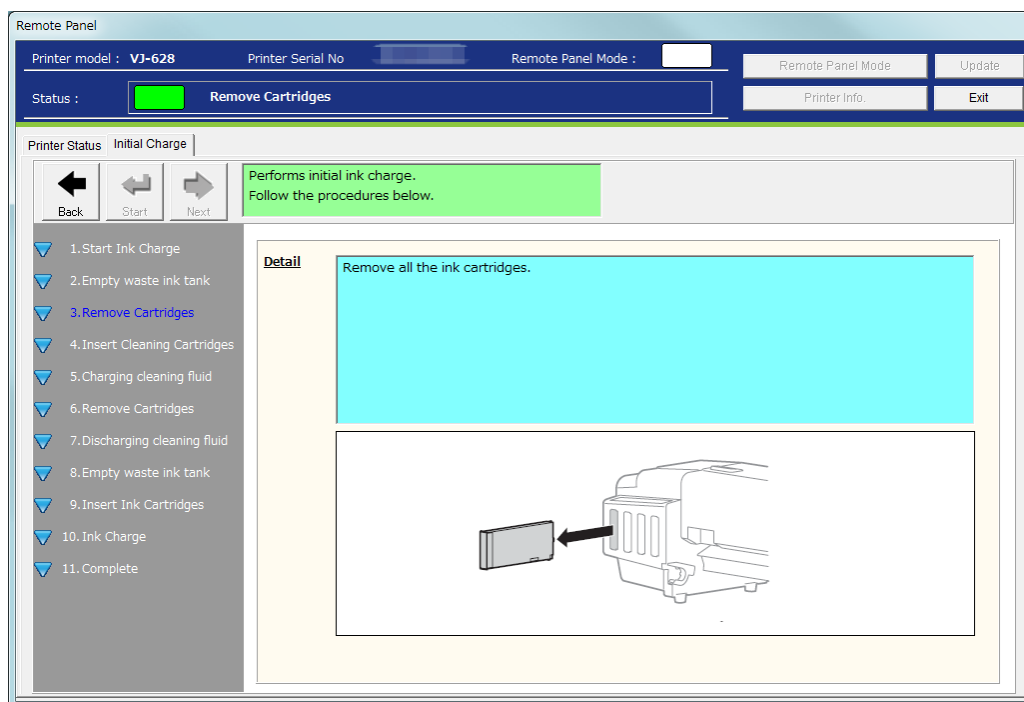 Remote Panel
Printer model : VJ-628 Printer Serial No Remote Panel Mode : Remote Panel Mode Update
Status : Remove Cartridges Printer Info. Exit
Printer Status Initial Charge
Back Start Next
Performs initial ink charge.
Follow the procedures below.
1.Start Ink Charge
2.Empty waste ink tank
3.Remove Cartridges
4.Insert Cleaning Cartridges
5.Charging cleaning fluid
6.Remove Cartridges
7.Discharging cleaning fluid
8.Empty waste ink tank
9.Insert Ink Cartridges
10.Ink Charge
11.Complete
Detail
Remove all the ink cartridges.